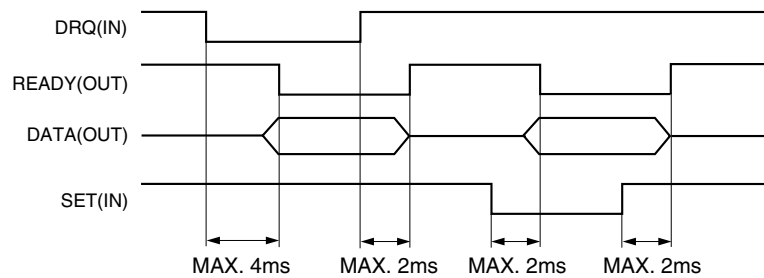 DRQ(IN)
READY(OUT)
DATA(OUT)
SET(IN)
MAX. 4ms MAX. 2ms MAX. 2ms MAX. 2ms